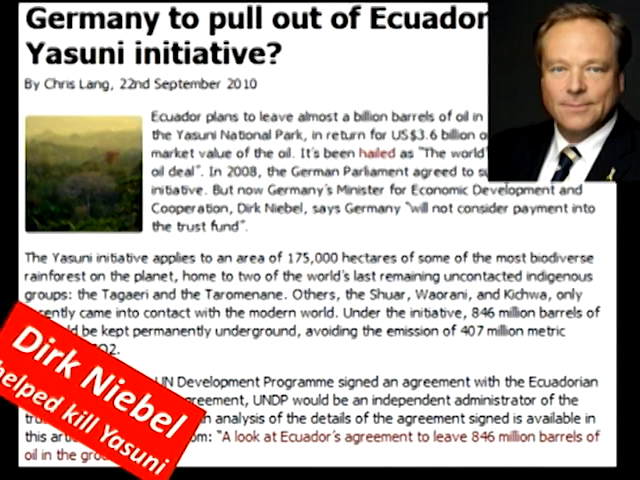 Germany to pull out of Ecuador
Yasuni initiative?
By Chris Lang, 22nd September 2010
Ecuador plans to leave almost a billion barrels of oil in
the Yasuni National Park, in return for US$3.6 billion
market value of the oil. It's been hailed as "The world'
oil deal". In 2008, the German Parliament agreed to
initiative. But now Germany's Minister for Economic Development and
Cooperation, Dirk Niebel, says Germany "will not consider payment into
the trust fund".
The Yasuni initiative applies to an area of 175,000 hectares of some of the most biodiverse
rainforest on the planet, home to two of the world's last remaining uncontacted indigenous
groups: the Tagaeri and the Taromenane. Others, the Shuar, Waorani, and Kichwa, only
came into contact with the modern world. Under the initiative, 846 million barrels of
be kept permanently underground, avoiding the emission of 407 million metric
UN Development Programme signed an agreement with the Ecuadorian
UNDP would be an independent administrator of the
an analysis of the details of the agreement signed is available in
this "A look at Ecuador's agreement to leave 846 million barrels of
oil in the
Dirk Niebel
helped kill Yasuni